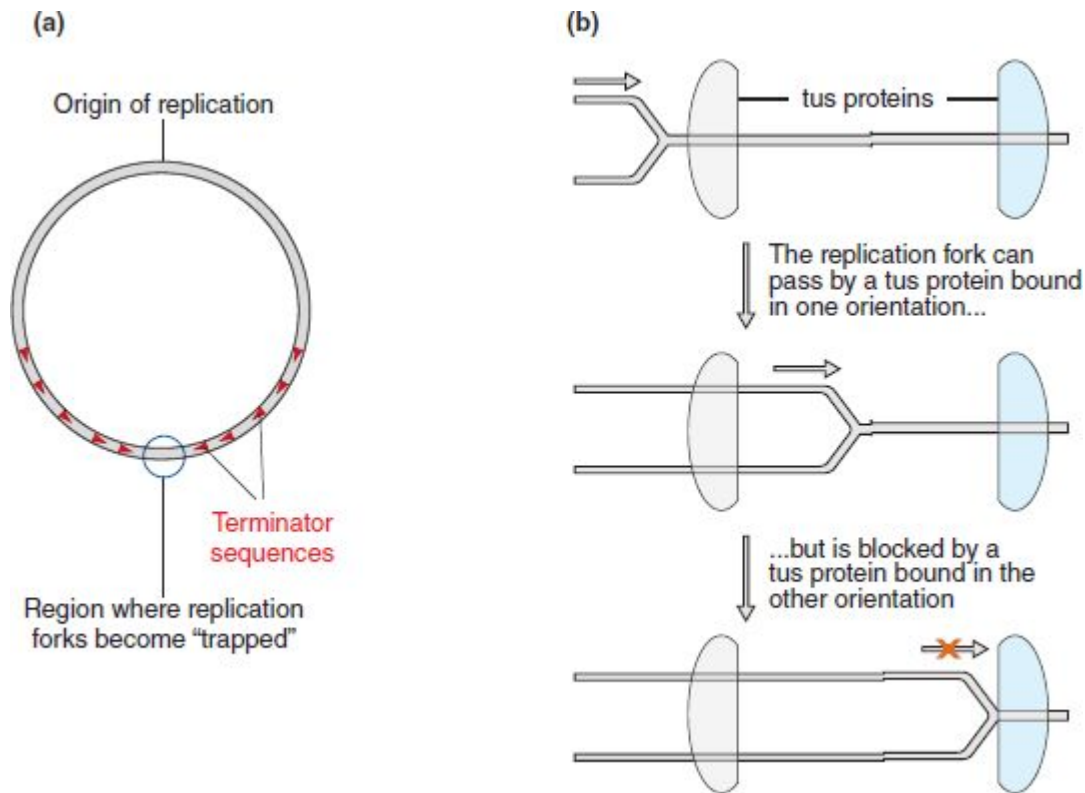 (a)
Origin of replication
Terminator
sequences
Region where replication
forks become “trapped”
(b)
tus proteins
The replication fork can
pass by a tus protein bound
in one orientation...
...but is blocked by a
tus protein bound in the
other orientation